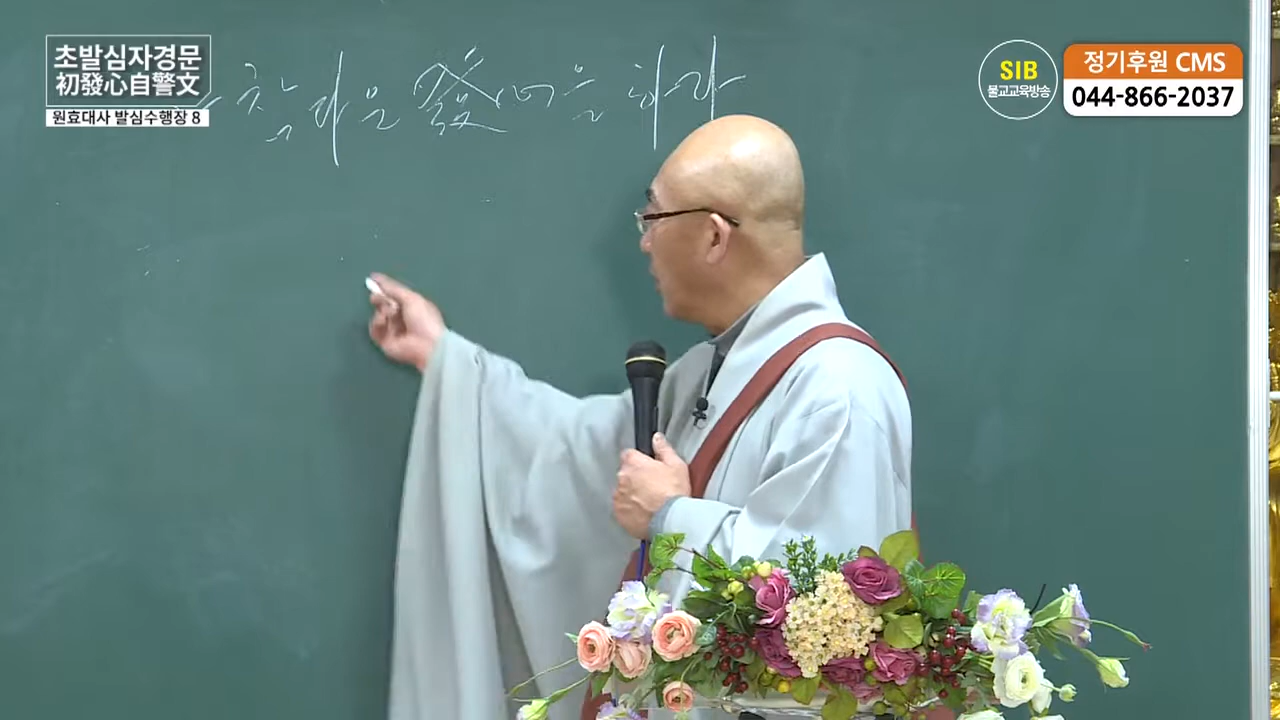 초발심자경문
初發心自警文
원효대사 발심수행장 8
참다운 發心을 하라
SIB
불교교육방송
정기후원 CMS
044-866-2037